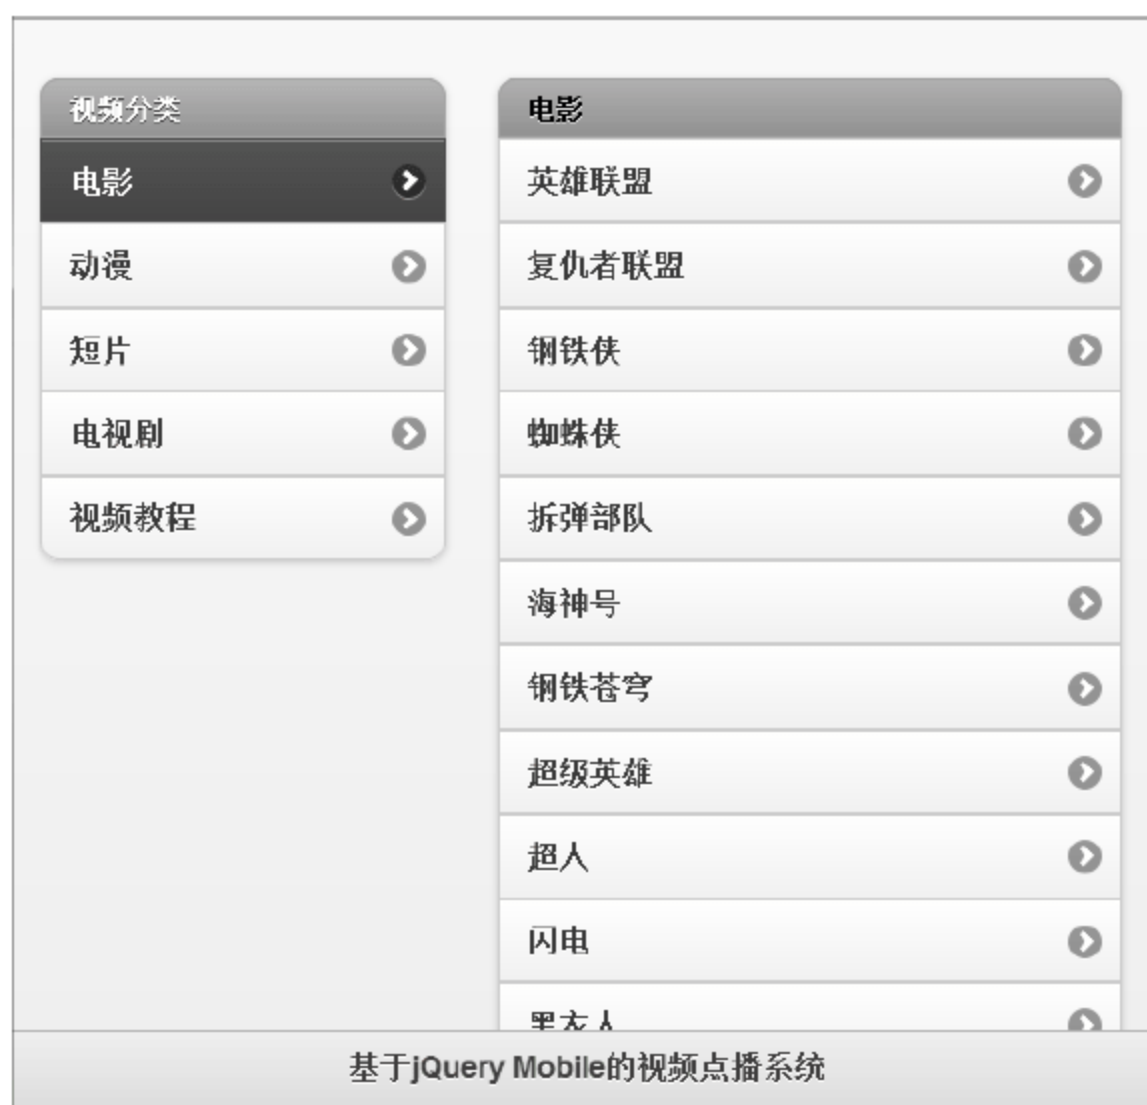 视频分类
电影
动漫
短片
电视剧
视频教程
电影
英雄联盟
复仇者联盟
钢铁侠
蜘蛛侠
拆弹部队
海神号
钢铁苍穹
超级英雄
超人
闪电
黑衣人
基于jQuery Mobile的视频点播系统